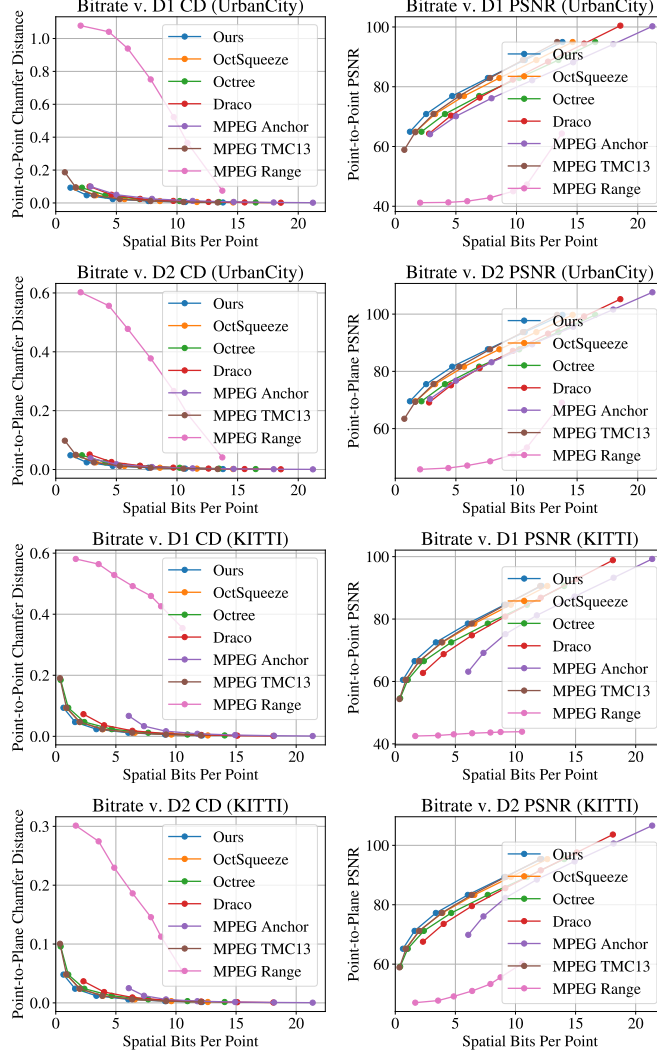 Bitrate v. D1 CD (UrbanCity)
Point-to-Point Chamfer Distance
1.0
0.8
0.6
0.4
0.2
0.0
Ours
OctSqueeze
Octree
Draco
MPEG Anchor
MPEG TMC13
MPEG Range
0 5 10 15 20
Spatial Bits Per Point
Bitrate v. D1 PSNR (UrbanCity)
Point-to-Point PSNR
100
80
60
40
Ours
OctSqueeze
Octree
Draco
MPEG Anchor
MPEG TMC13
MPEG Range
0 5 10 15 20
Spatial Bits Per Point
Bitrate v. D2 CD (UrbanCity)
Point-to-Plane Chamfer Distance
0.6
0.4
0.2
0.0
Ours
OctSqueeze
Octree
Draco
MPEG Anchor
MPEG TMC13
MPEG Range
0 5 10 15 20
Spatial Bits Per Point
Bitrate v. D2 PSNR (UrbanCity)
Point-to-Plane PSNR
100
80
60
Ours
OctSqueeze
Octree
Draco
MPEG Anchor
MPEG TMC13
MPEG Range
0 5 10 15 20
Spatial Bits Per Point
Bitrate v. D1 CD (KITTI)
Point-to-Point Chamfer Distance
0.6
0.4
0.2
0.0
Ours
OctSqueeze
Octree
Draco
MPEG Anchor
MPEG TMC13
MPEG Range
0 5 10 15 20
Spatial Bits Per Point
Bitrate v. D1 PSNR (KITTI)
Point-to-Point PSNR
100
80
60
40
Ours
OctSqueeze
Octree
Draco
MPEG Anchor
MPEG TMC13
MPEG Range
0 5 10 15 20
Spatial Bits Per Point
Bitrate v. D2 CD (KITTI)
Point-to-Plane Chamfer Distance
0.3
0.2
0.1
0.0
Ours
OctSqueeze
Octree
Draco
MPEG Anchor
MPEG TMC13
MPEG Range
0 5 10 15 20
Spatial Bits Per Point
Bitrate v. D2 PSNR (KITTI)
Point-to-Plane PSNR
100
80
60
Ours
OctSqueeze
Octree
Draco
MPEG Anchor
MPEG TMC13
MPEG Range
0 5 10 15 20
Spatial Bits Per Point